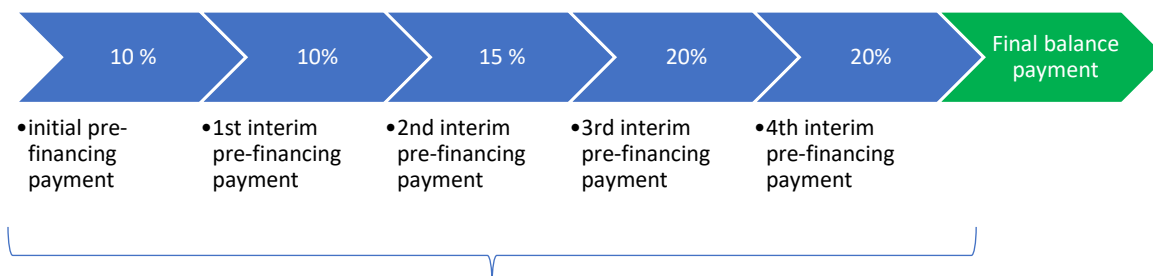 10 %
10%
15 %
20%
20%
Final balance
payment
•initial pre-
financing
payment
•1st interim
pre-financing
payment
•2nd interim
pre-financing
payment
•3rd interim
pre-financing
payment
•4th interim
pre-financing
payment